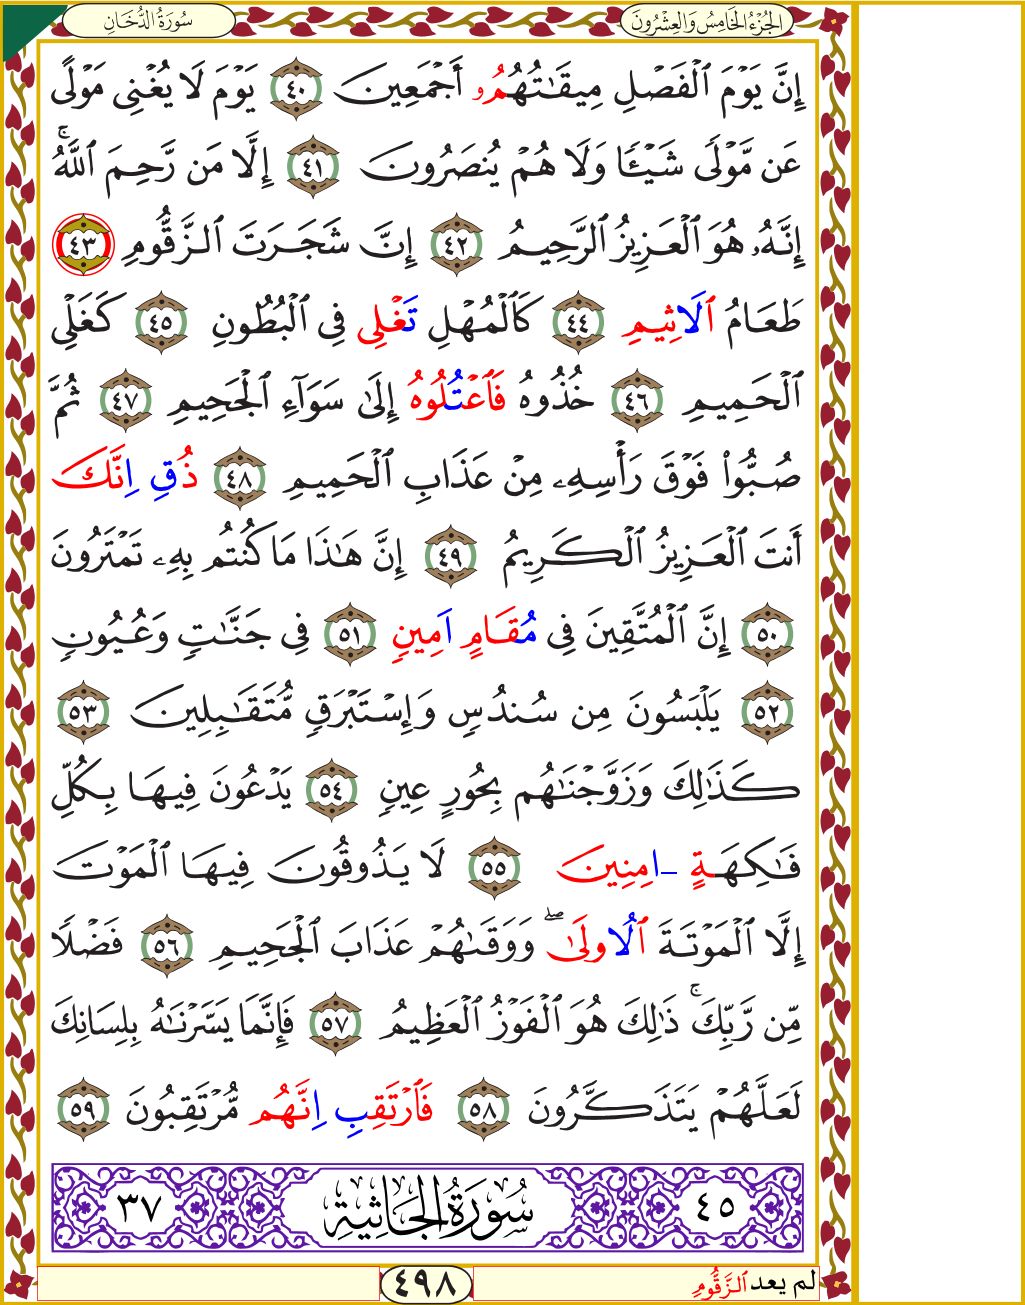 الجُزْءُ الخَامِسُ وَالعِشْرُونَ
سُورَةُ الدُّخَانِ
إِنَّ يَوْمَ ٱلْفَصْلِ مِيقَٰتُهُمُۥ أَجْمَعِينَ ٤٠ يَوْمَ لَا يُغْنِى مَوْلًى
عَن مَّوْلًى شَيْـًٔا وَلَا هُمْ يُنصَرُونَ ٤١ إِلَّا مَن رَّحِمَ ٱللَّهُۚ
إِنَّهُۥ هُوَ ٱلْعَزِيزُ ٱلرَّحِيمُ ٤٢ إِنَّ شَجَرَتَ ٱلزَّقُّومِ ٤٣
طَعَامُ ٱلَاثِيمِ ٤٤ كَٱلْمُهْلِ تَغْلِى فِى ٱلْبُطُونِ ٤٥ كَغَلْىِ
ٱلْحَمِيمِ ٤٦ خُذُوهُ فَٱعْتُلُوهُ إِلَىٰ سَوَآءِ ٱلْجَحِيمِ ٤٧ ثُمَّ
صُبُّوا۟ فَوْقَ رَأْسِهِۦ مِنْ عَذَابِ ٱلْحَمِيمِ ٤٨ ذُقِ اِنَّكَ
أَنتَ ٱلْعَزِيزُ ٱلْكَرِيمُ ٤٩ إِنَّ هَٰذَا مَا كُنتُم بِهِۦ تَمْتَرُونَ
٥٠ إِنَّ ٱلْمُتَّقِينَ فِى مُقَامٍ اَمِينٍ ٥١ فِى جَنَّٰتٍ وَعُيُونٍ
٥٢ يَلْبَسُونَ مِن سُندُسٍ وَإِسْتَبْرَقٍ مُّتَقَٰبِلِينَ ٥٣
كَذَٰلِكَ وَزَوَّجْنَٰهُم بِحُورٍ عِينٍ ٥٤ يَدْعُونَ فِيهَا بِكُلِّ
فَٰكِهَةٍ ـامِنِينَ ٥٥ لَا يَذُوقُونَ فِيهَا ٱلْمَوْتَ
إِلَّا ٱلْمَوْتَةَ ٱلُاولَىٰۖ وَوَقَىٰهُمْ عَذَابَ ٱلْجَحِيمِ ٥٦ فَضْلًا
مِّن رَّبِّكَۚ ذَٰلِكَ هُوَ ٱلْفَوْزُ ٱلْعَظِيمُ ٥٧ فَإِنَّمَا يَسَّرْنَٰهُ بِلِسَانِكَ
لَعَلَّهُمْ يَتَذَكَّرُونَ ٥٨ فَٱرْتَقِبِ اِنَّهُم مُّرْتَقِبُونَ ٥٩
٤٥ سُورَةُ الجَاثِيَةِ ٣٧
لم يعد ٱلزَّقُّومِ
٤٩٨